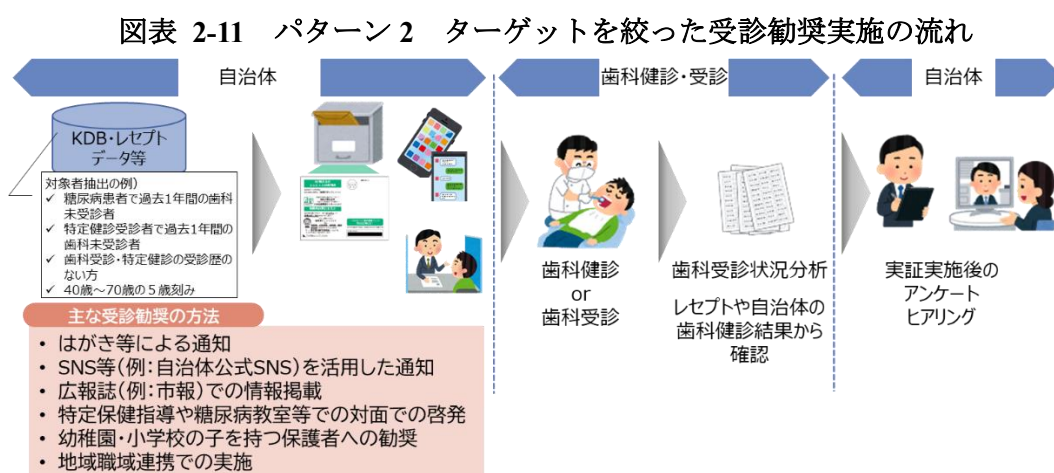 図表 2-11 パターン 2 ターゲットを絞った受診勧奨実施の流れ
自治体
歯科健診・受診
自治体
KDB・レセプト
データ等
対象者抽出の例）
✓ 糖尿病患者で過去1年間の歯科
未受診者
✓ 特定健診受診者で過去1年間の
歯科未受診者
✓ 歯科受診・特定健診の受診歴の
ない方
✓ 40歳～70歳の５歳刻み
主な受診勧奨の方法
• はがき等による通知
• SNS等（例：自治体公式SNS）を活用した通知
• 広報誌（例：市報）での情報掲載
• 特定保健指導や糖尿病教室等での対面での啓発
• 幼稚園・小学校の子を持つ保護者への勧奨
• 地域職域連携での実施
歯科健診
or
歯科受診
歯科受診状況分析
レセプトや自治体の
歯科健診結果から
確認
実証実施後の
アンケート
ヒアリング